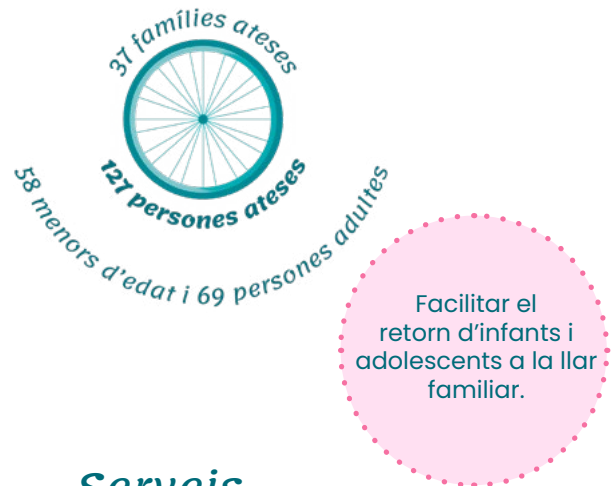 37 famílies ateses
127 persones ateses
58 menors d'edat i 69 persones adultes
Facilitar el
retorn d'infants i
adolescents a la llar
familiar.
Serveis